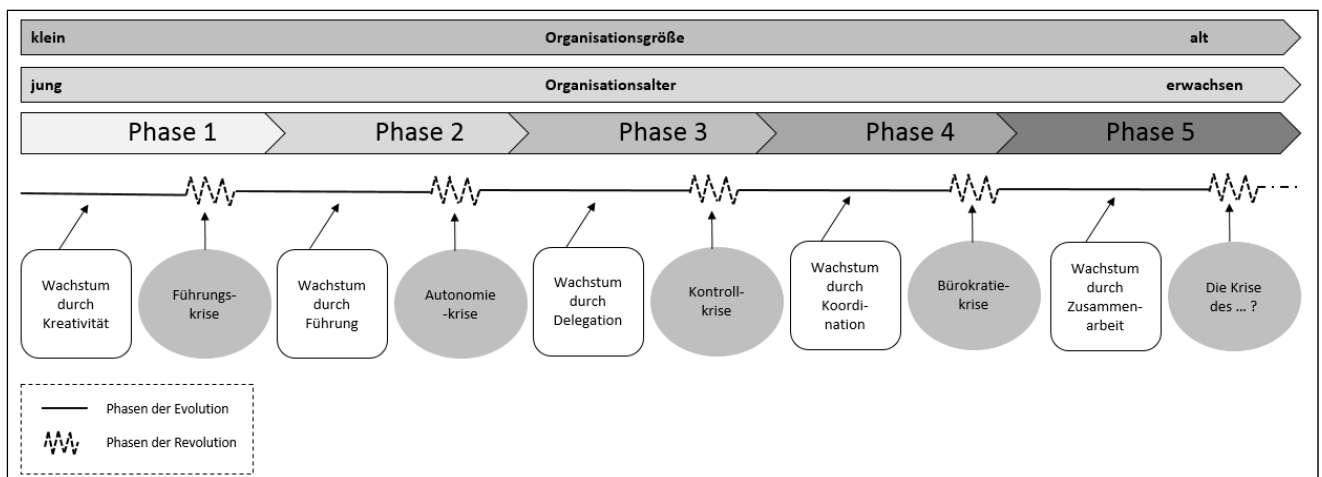 klein Organisationsgröße alt
jung Organisationsalter erwachsen
Phase 1 Phase 2 Phase 3 Phase 4 Phase 5
Wachstum
durch
Kreativität
Führungs-
krise
Wachstum
durch
Führung
Autonomie
-krise
Wachstum
durch
Delegation
Kontroll-
krise
Wachstum
durch
Koordi-
nation
Bürokratie-
krise
Wachstum
durch
Zusammen-
arbeit
Die Krise
des ... ?
Phasen der Evolution
Phasen der Revolution